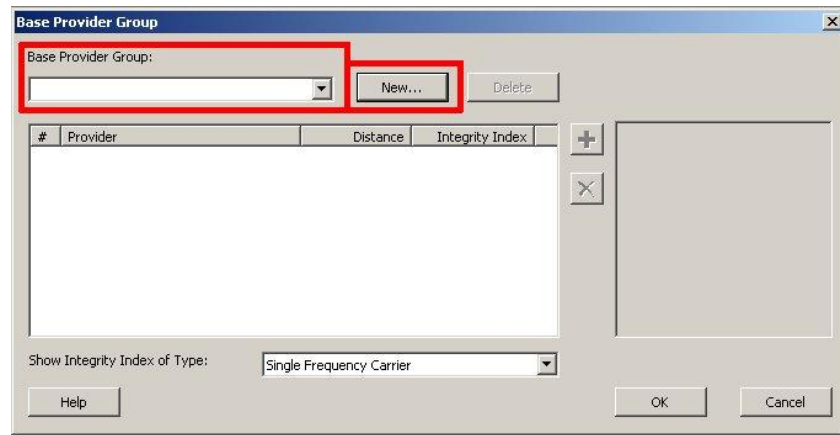 Base Provider Group
Base Provider Group:
New... Delete
# Provider Distance Integrity Index
Show Integrity Index of Type: Single Frequency Carrier
Help OK Cancel